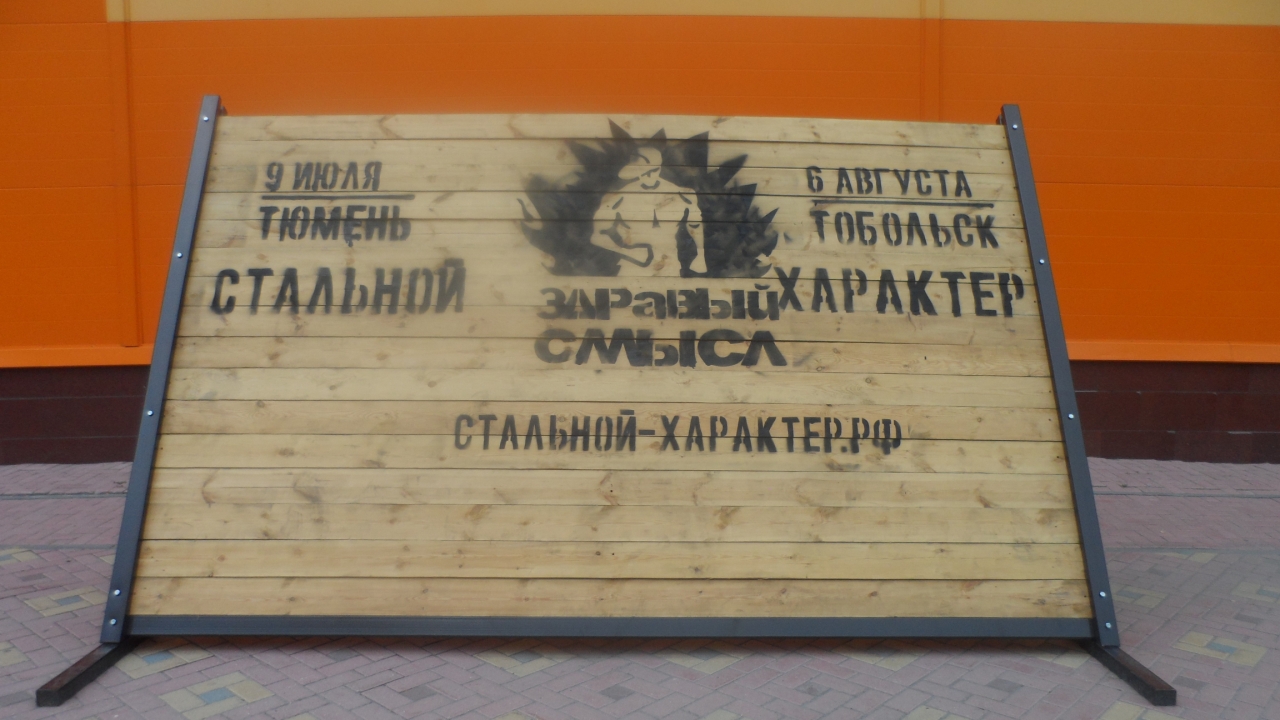 9 ИЮЛЯ
ТЮМЕНЬ
6 АВГУСТА
ТОБОЛЬСК
СТАЛЬНОЙ ХАРАКТЕР
ЗДРаВЫЙ
СМЫСЛ
СТАЛЬНОЙ-ХАРАКТЕР.РФ